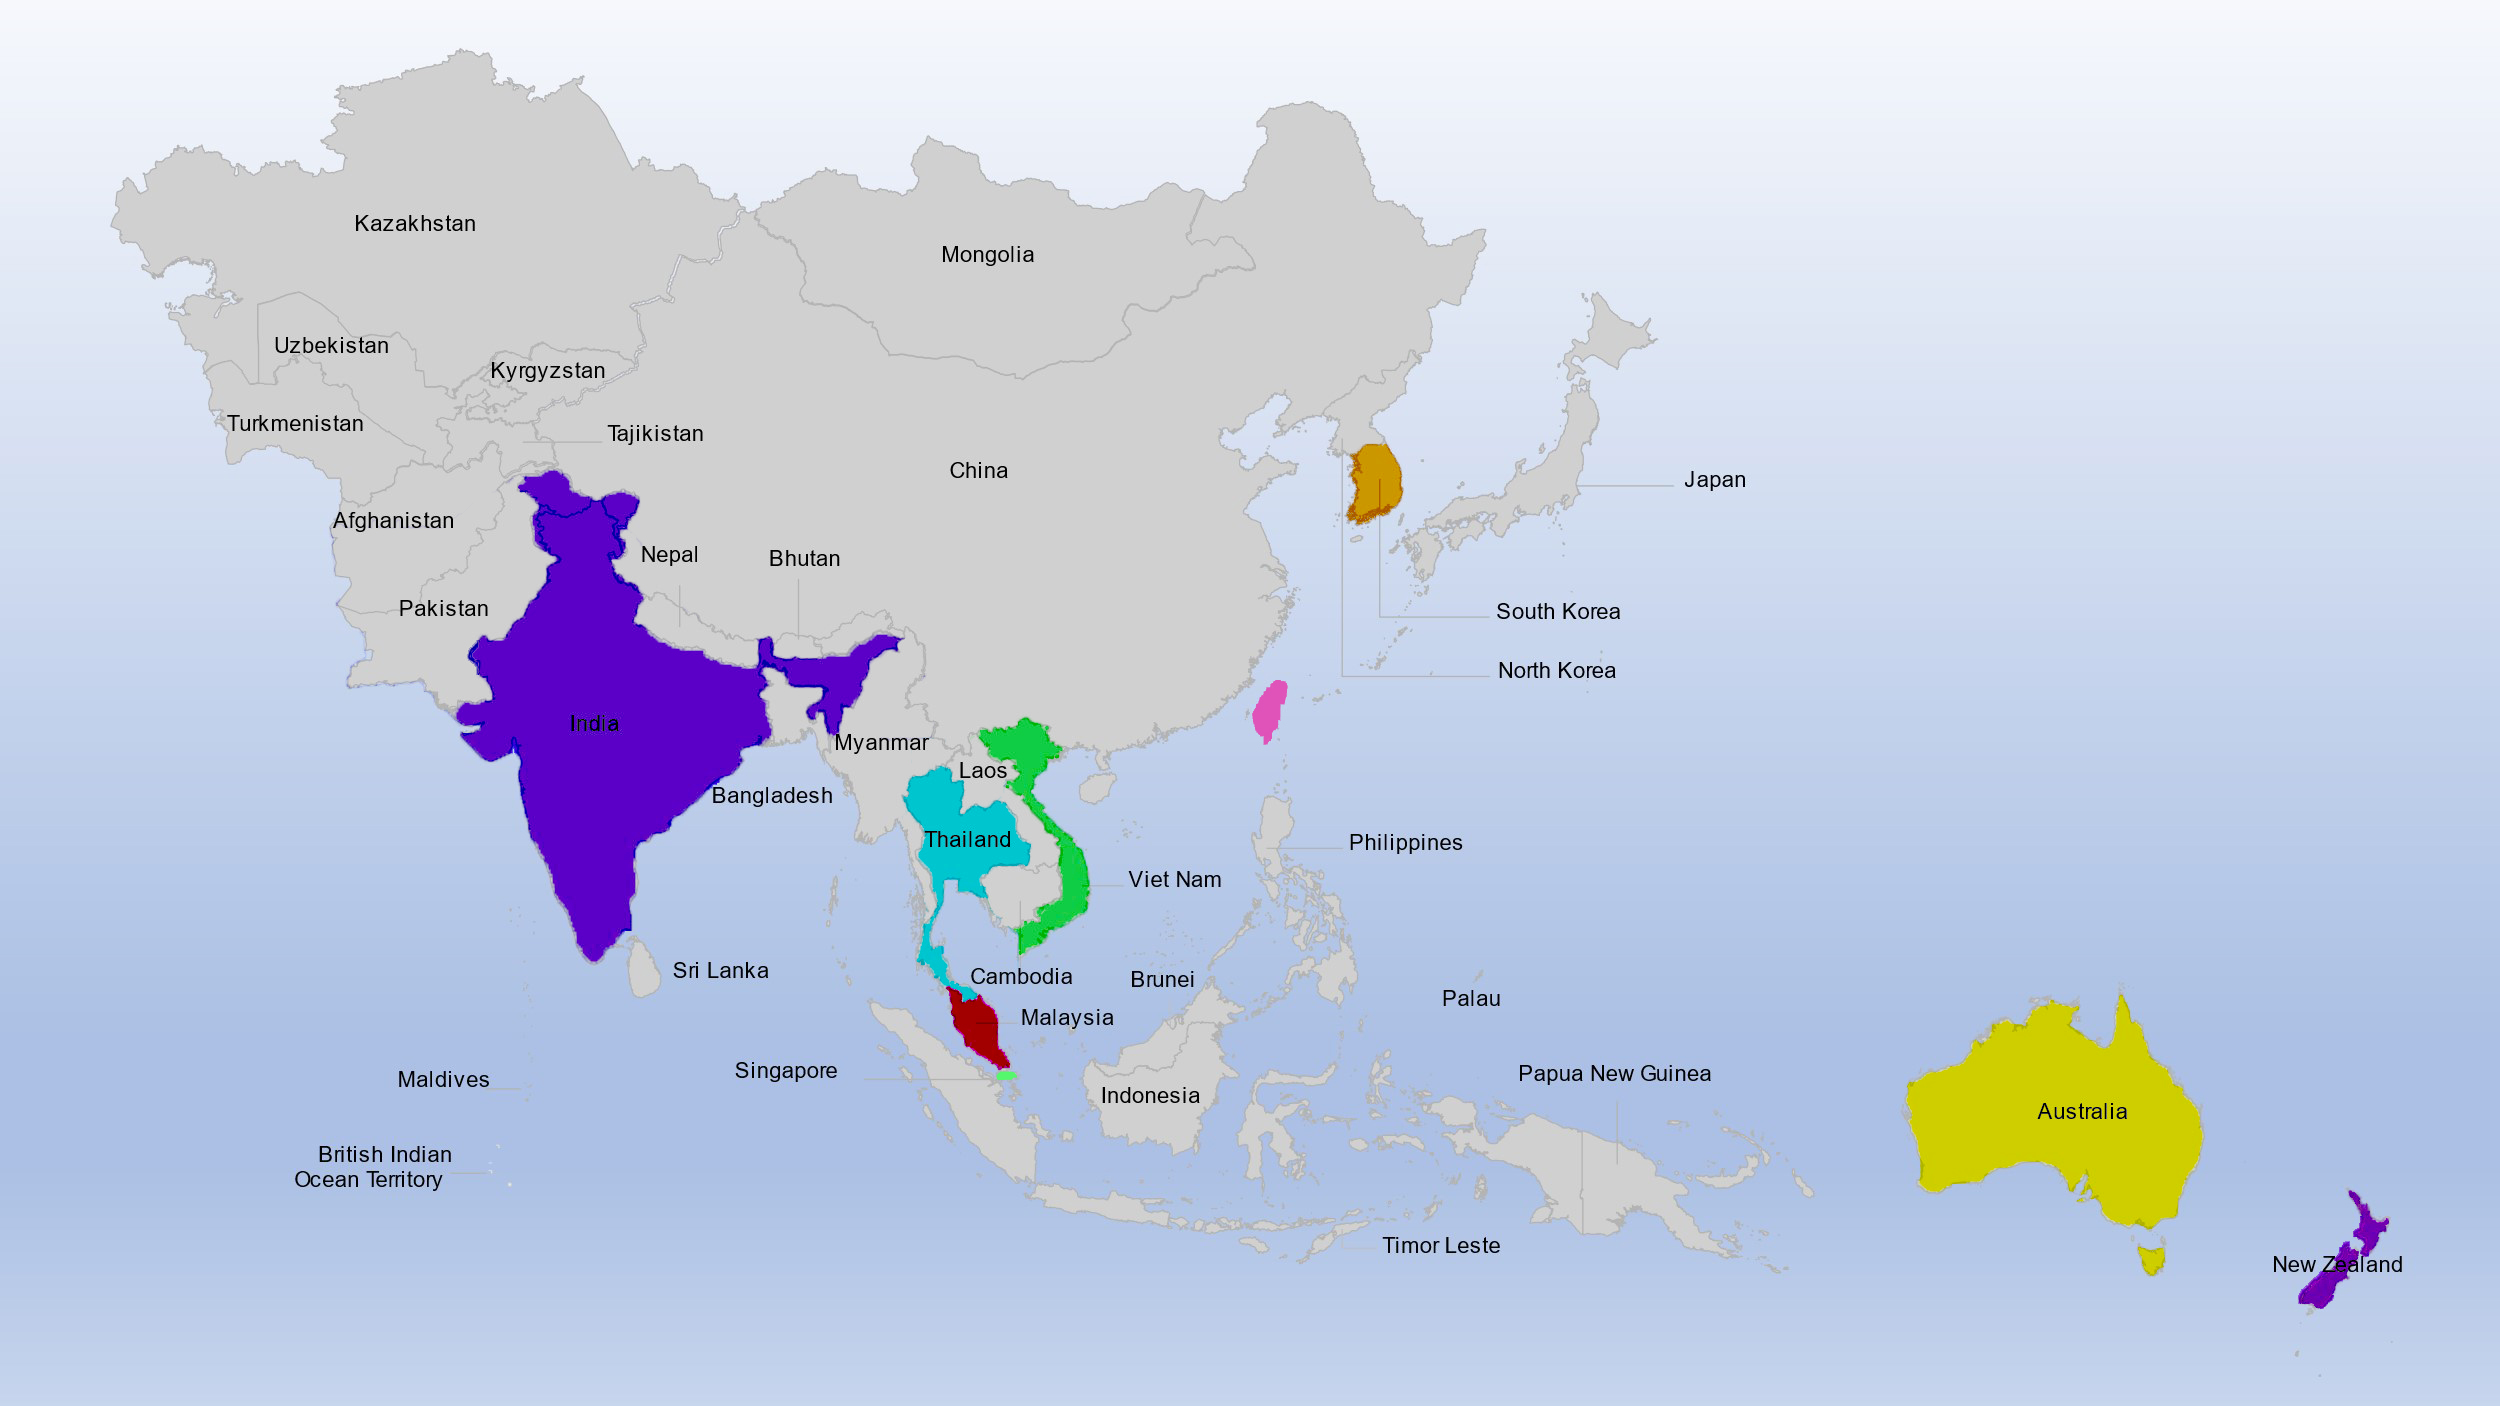 Kazakhstan
Mongolia
Uzbekistan
Kyrgyzstan
Turkmenistan
Tajikistan
China
Japan
Afghanistan
Nepal
Bhutan
Pakistan
South Korea
North Korea
India
Myanmar
Laos
Bangladesh
Thailand
Philippines
Viet Nam
Sri Lanka
Cambodia
Brunei
Palau
Malaysia
Singapore
Maldives
Papua New Guinea
Indonesia
Australia
British Indian
Ocean Territory
Timor Leste
New Zealand